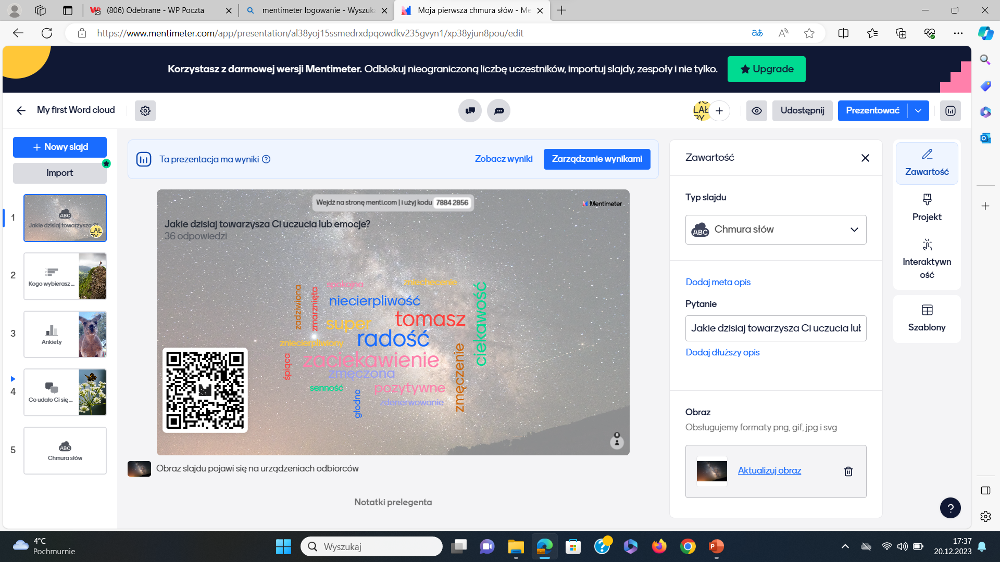 (806) Odebrane - WP Poczta
mentimeter logowanie - Wyszuka
Moja pierwsza chmura słów - Me
https://www.mentimeter.com/app/presentation/al38yoj15ssmedrxdpqowdkv235gvyn1/xp38yjun8pou/edit
Korzystasz z darmowej wersji Mentimeter. Odblokuj nieograniczoną liczbę uczestników, importuj slajdy, zespoły i nie tylko.
Upgrade
My first Word cloud
Udostępnij
Prezentować
Nowy slajd
Import
1
Jakie dzisiaj towarzysza Ci
2
Kogo wybierasz ...
3
Ankiety
4
Co udało Ci się ...
5
ABC
Chmura słów
Ta prezentacja ma wyniki
Zobacz wyniki
Zarządzanie wynikami
Wejdź na stronę menti.com | i użyj kodu 7884 2856
Mentimeter
Jakie dzisiaj towarzysza Ci uczucia lub emocje?
36 odpowiedzi
spokojna
zniechęcenie
zadziwiona
zmarznięta
niecierpliwość
ciekawość
tomasz
super
radość
zniecierpliwiony
zaciekawienie
śpiąca
zmęczona
zmęczenie
senność
pozytywne
głodna
zdenerwowanie
Obraz slajdu pojawi się na urządzeniach odbiorców
Notatki prelegenta
Zawartość
Typ slajdu
ABC
Chmura słów
Dodaj meta opis
Pytanie
Jakie dzisiaj towarzysza Ci uczucia lub
Dodaj dłuższy opis
Obraz
Obsługujemy formaty png, gif, jpg i svg
Aktualizuj obraz
Zawartość
Projekt
Interaktywn
ość
Szablony
4°C
Pochmurnie
Wyszukaj
17:37
20.12.2023